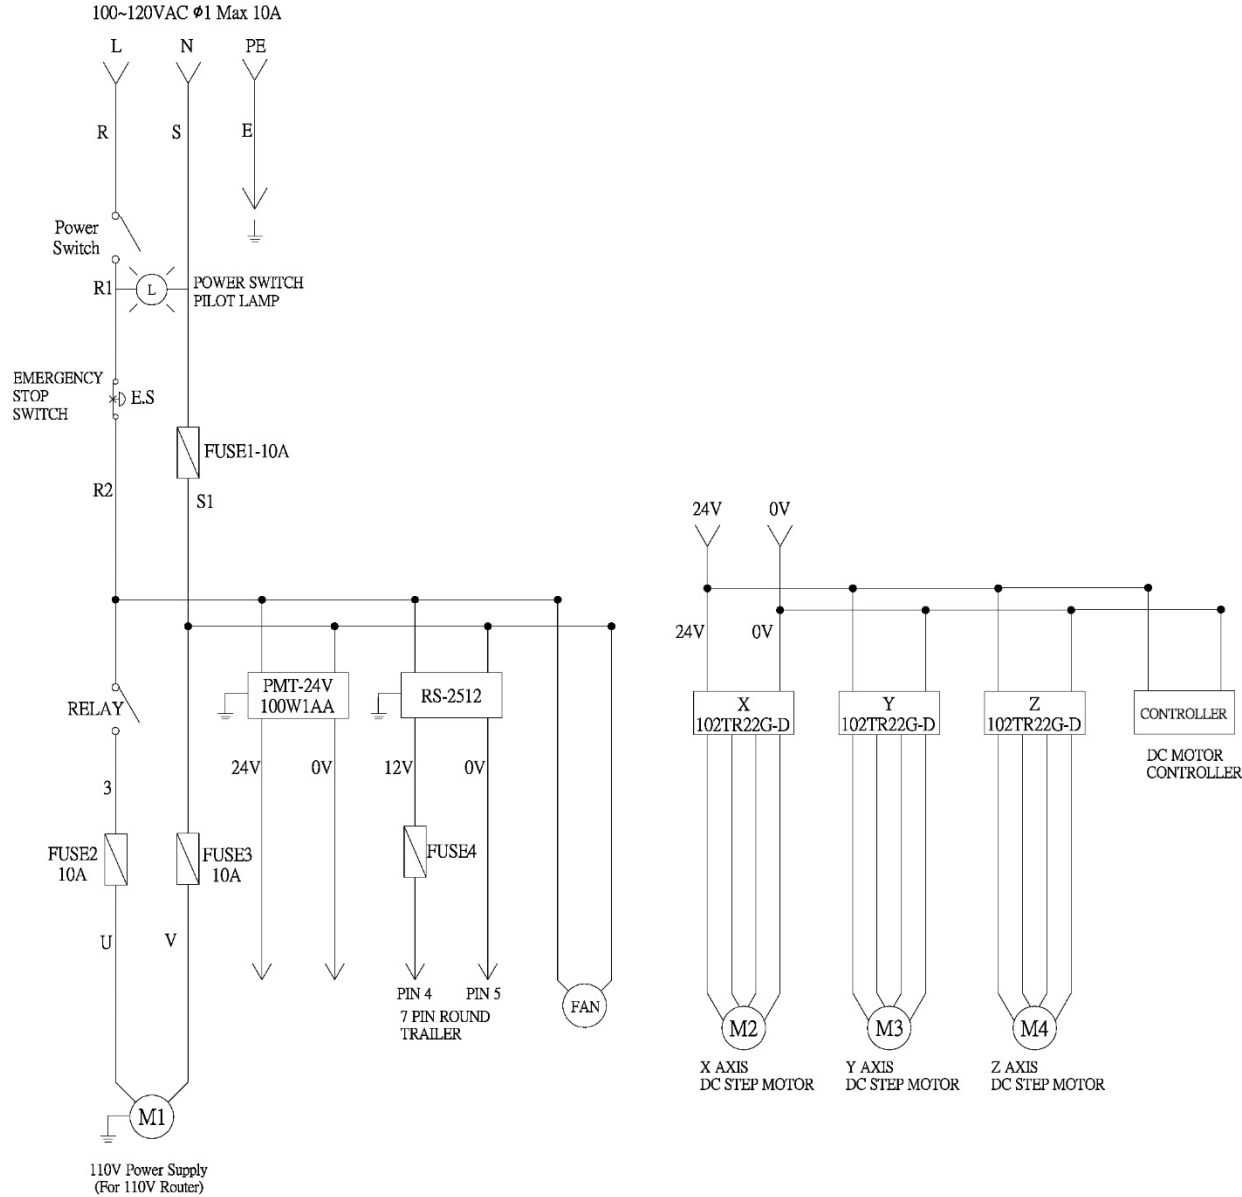 100~120VAC ø1 Max 10A
L
N
PE
R
S
E
Power
Switch
R1
L
POWER SWITCH
PILOT LAMP
EMERGENCY
STOP
SWITCH
E.S
FUSE1-10A
R2
S1
24V
0V
24V
0V
RELAY
PMT-24V
100W1AA
RS-2512
X
102TR22G-D
Y
102TR22G-D
Z
102TR22G-D
CONTROLLER
DC MOTOR
CONTROLLER
3
24V
0V
12V
0V
FUSE2
10A
FUSE3
10A
FUSE4
U
V
PIN 4
PIN 5
7 PIN ROUND
TRAILER
FAN
M2
M3
M4
X AXIS
DC STEP MOTOR
Y AXIS
DC STEP MOTOR
Z AXIS
DC STEP MOTOR
M1
110V Power Supply
(For 110V Router)